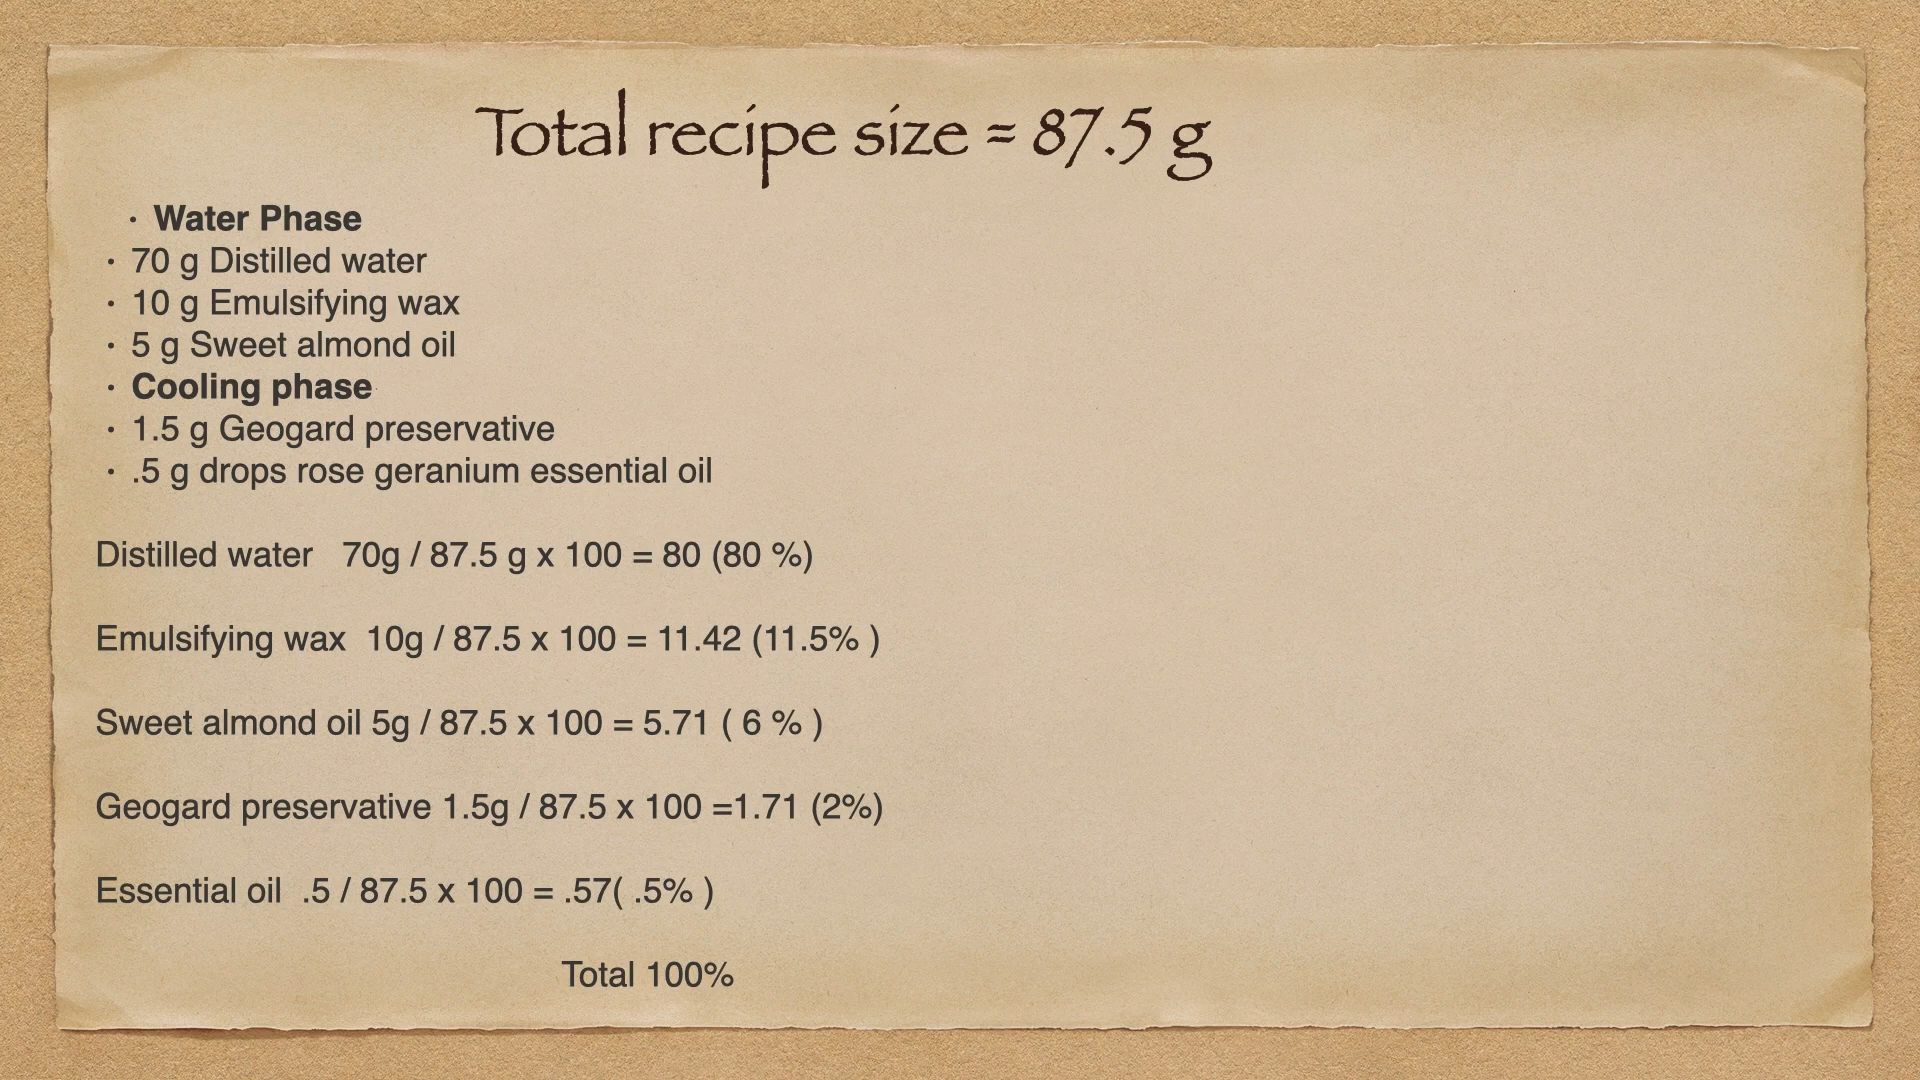 Total recipe size = 87.5 g
• Water Phase
• 70 g Distilled water
• 10 g Emulsifying wax
• 5 g Sweet almond oil
• Cooling phase
• 1.5 g Geogard preservative
• .5 g drops rose geranium essential oil
Distilled water 70g / 87.5 g x 100 = 80 (80 %)
Emulsifying wax 10g / 87.5 x 100 = 11.42 (11.5% )
Sweet almond oil 5g / 87.5 x 100 = 5.71 ( 6 % )
Geogard preservative 1.5g / 87.5 x 100 =1.71 (2%)
Essential oil .5 / 87.5 x 100 = .57( .5% )
Total 100%